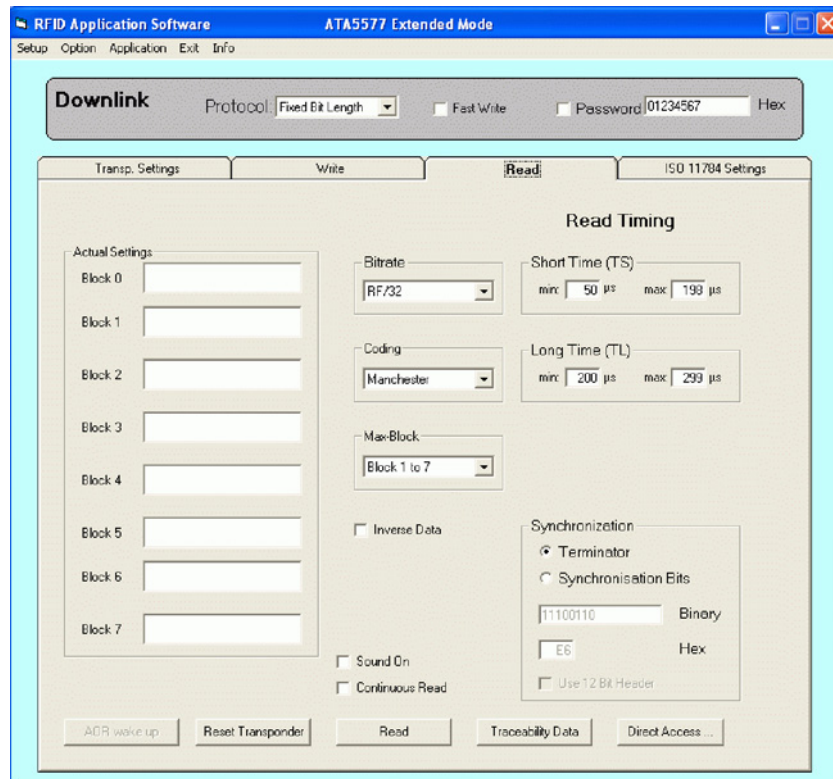 RFID Application Software ATA5577 Extended Mode
Setup Option Application Exit Info
Downlink Protocol: Fixed Bit Length Fast Write Password 01234567 Hex
Transp. Settings Write Read ISO 11784 Settings
Read Timing
Actual Settings
Block 0
Block 1
Block 2
Block 3
Block 4
Block 5
Block 6
Block 7
Bitrate
RF/32
Coding
Manchester
Max-Block
Block 1 to 7
Inverse Data
Sound On
Continuous Read
Short Time (TS)
min: 50 µs max: 198 µs
Long Time (TL)
min: 200 µs max: 299 µs
Synchronization
Terminator
Synchronisation Bits
11100110 Binary
E6 Hex
Use 12 Bit Header
AOR wake up Reset Transponder Read Traceability Data Direct Access ...